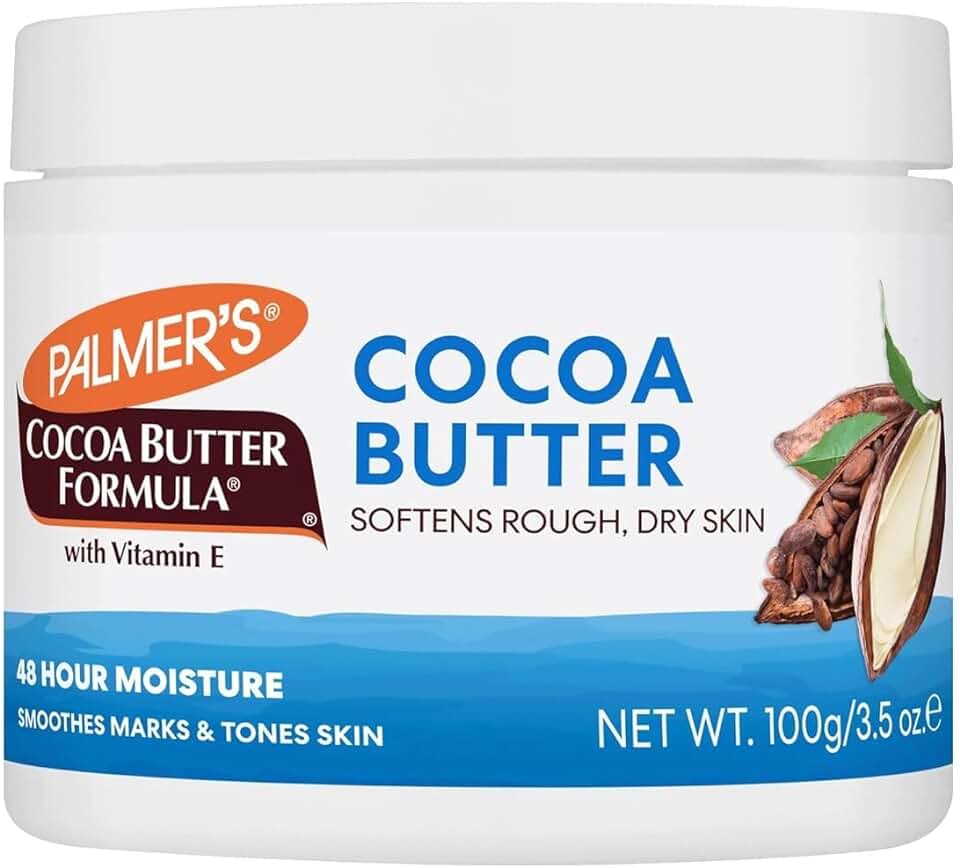 PALMER'S®
COCOA BUTTER
FORMULA®
®
with Vitamin E
COCOA
BUTTER
SOFTENS ROUGH, DRY SKIN
48 HOUR MOISTURE
SMOOTHES MARKS & TONES SKIN
NET WT. 100g/3.5 oz.℮